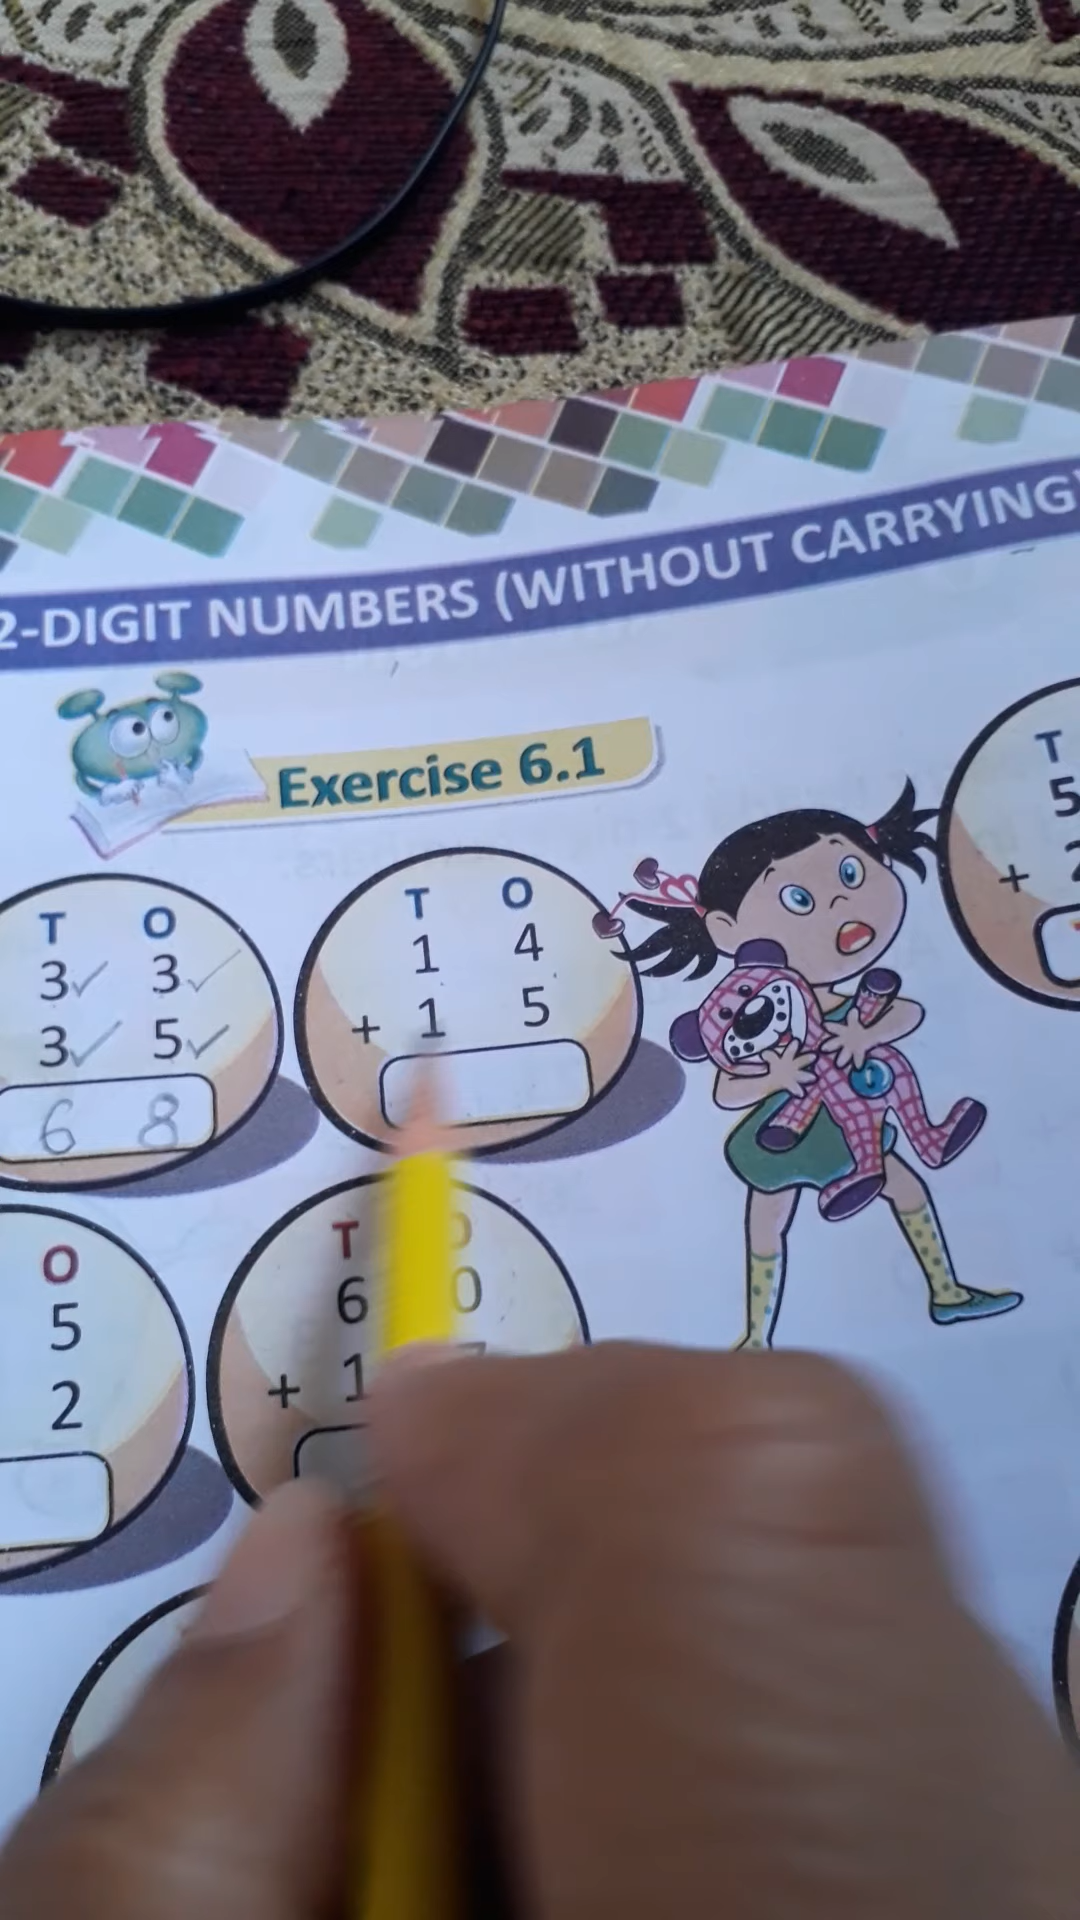 2-DIGIT NUMBERS (WITHOUT CARRYING)
Exercise 6.1
T O
3 3
3 5
6 8
T O
1 4
+ 1 5
T
5
+ 2
O
5
2
T O
6 0
+ 1